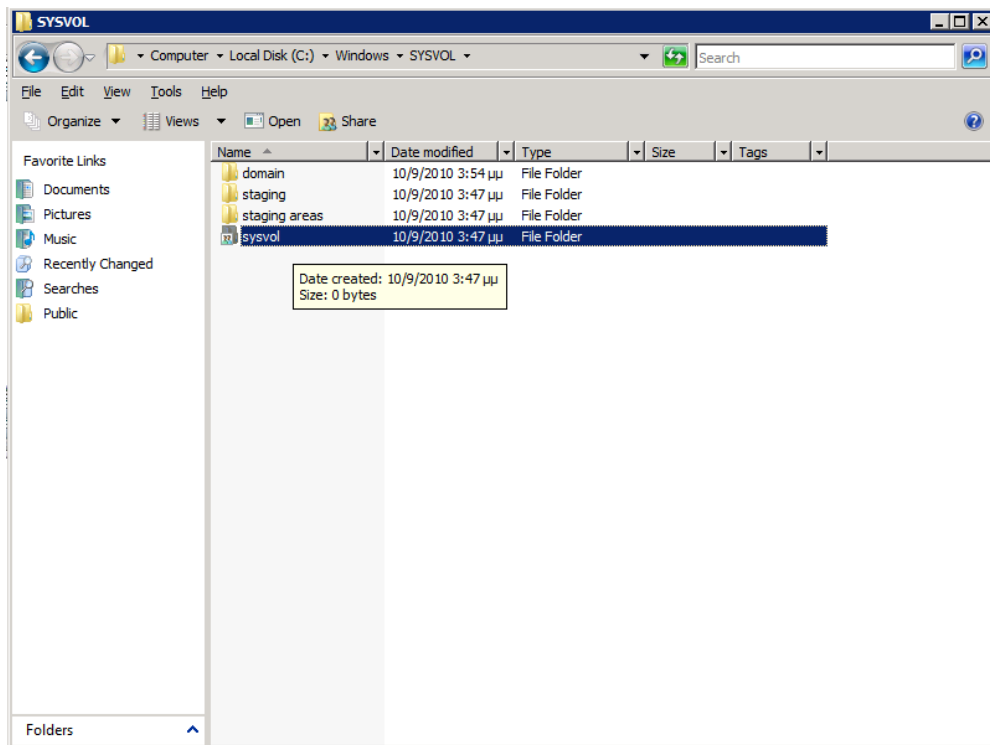 SYSVOL
Computer Local Disk (C:) Windows SYSVOL Search
File Edit View Tools Help
Organize Views Open Share
Favorite Links
Documents
Pictures
Music
Recently Changed
Searches
Public
Folders
Name Date modified Type Size Tags
domain 10/9/2010 3:54 μμ File Folder
staging 10/9/2010 3:47 μμ File Folder
staging areas 10/9/2010 3:47 μμ File Folder
sysvol 10/9/2010 3:47 μμ File Folder
Date created: 10/9/2010 3:47 μμ
Size: 0 bytes